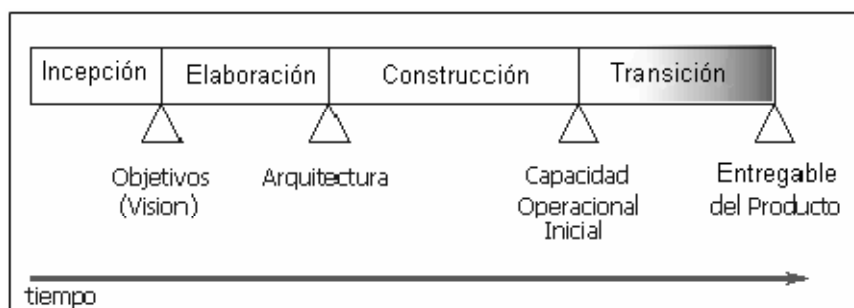 Incepción
Elaboración
Construcción
Transición
Objetivos
(Vision)
Arquitectura
Capacidad
Operacional
Inicial
Entregable
del Producto
tiempo